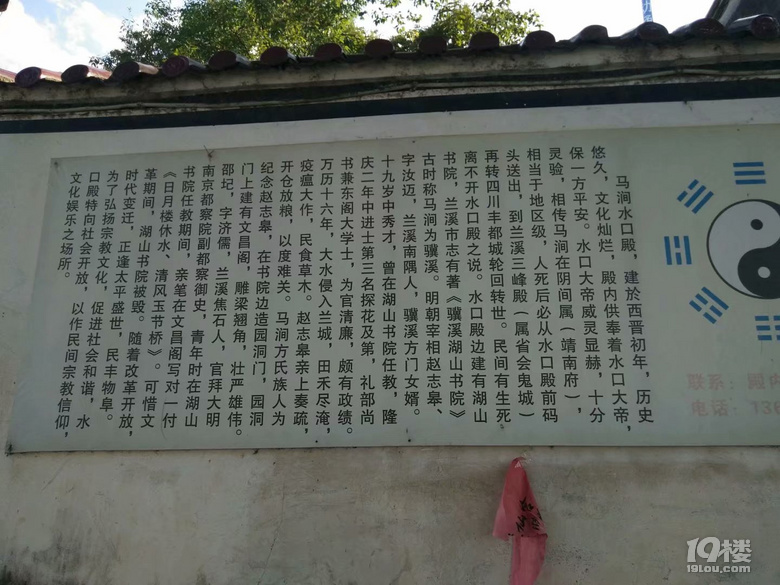 马涧水口殿，建於西晋初年，历史
悠久，文化灿烂，殿内供奉着水口大帝，
保一方平安。水口大帝威灵显赫，十分
灵验，相传马涧在阴间属（靖南府），
相当于地区级，人死后必从水口殿前码
头送出，到兰溪三峰殿（属省会鬼城）
再转四川丰都城轮回转世。民间有生死
离不开水口殿之说。水口殿边建有湖山
书院，兰溪市志有著《骥溪湖山书院》
古时称马涧为骥溪。明朝宰相赵志皋、
字汝迈，兰溪南隅人，骥溪方门女婿。
十九岁中秀才，曾在湖山书院任教，隆
庆二年中进士第三名探花及第，礼部尚
书兼东阁大学士，为官清廉，颇有政绩。
万历十六年，大水侵入兰城，田禾尽淹，
疫瘟大作，民食草木。赵志皋亲上奏疏，
开仓放粮，以度难关。马涧方氏族人为
纪念赵志皋，在书院边造园洞门，园洞
门上建有文昌阁，雕梁翘角，壮严雄伟。
邵圮，字济儒，兰溪焦石人，官拜大明
南京都察院副都察御史，青年时在湖山
书院任教期间，亲笔在文昌阁写对一付
《日月楼休水、清风玉节桥》。可惜文
革期间，湖山书院被毁。随着改革开放，
时代变迁，正逢太平盛世，民丰物阜。
为了弘扬宗教文化，促进社会和谐，水
口殿特向社会开放，以作民间宗教信仰，
文化娱乐之场所。
联系：殿内
电话：136
19楼
19lou.com